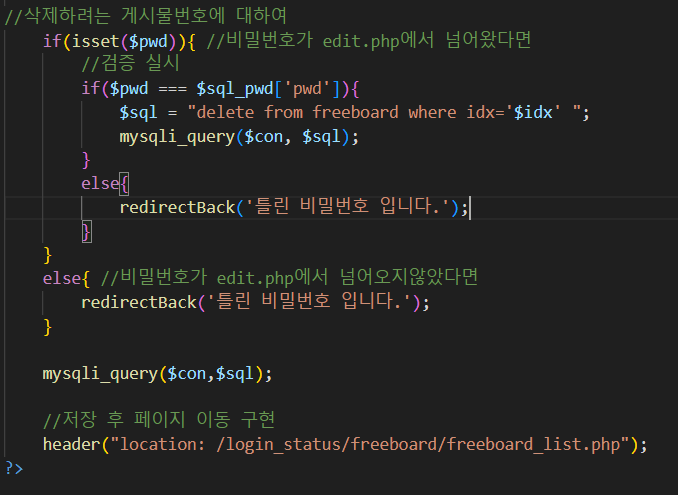 //삭제하려는 게시물번호에 대하여
if(isset($pwd)){ //비밀번호가 edit.php에서 넘어왔다면
//검증 실시
if($pwd === $sql_pwd['pwd']){
$sql = "delete from freeboard where idx='$idx' ";
mysqli_query($con, $sql);
}
else{
redirectBack('틀린 비밀번호 입니다.');
}
}
else{ //비밀번호가 edit.php에서 넘어오지않았다면
redirectBack('틀린 비밀번호 입니다.');
}
mysqli_query($con,$sql);
//저장 후 페이지 이동 구현
header("location: /login_status/freeboard/freeboard_list.php");
?>